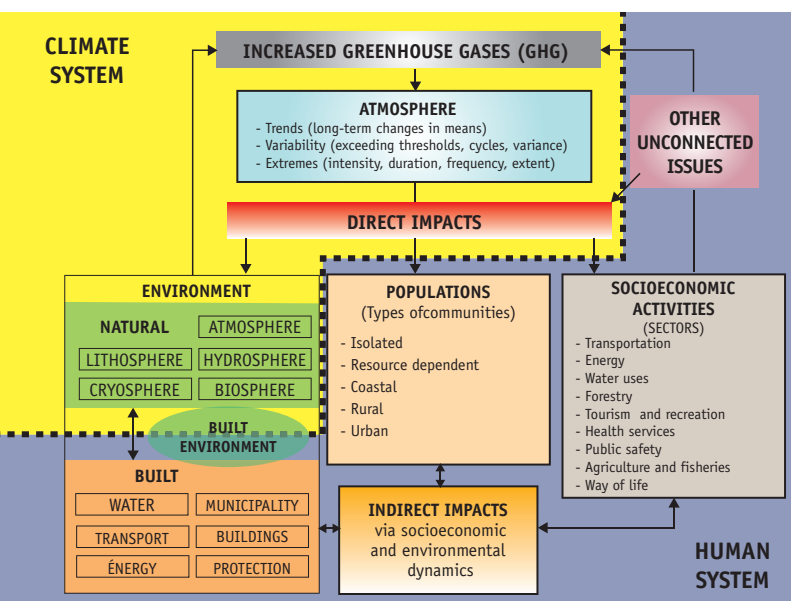 CLIMATE
SYSTEM
INCREASED GREENHOUSE GASES (GHG)
ATMOSPHERE
- Trends (long-term changes in means)
- Variability (exceeding thresholds, cycles, variance)
- Extremes (intensity, duration, frequency, extent)
OTHER
UNCONNECTED
ISSUES
DIRECT IMPACTS
ENVIRONMENT
NATURAL
ATMOSPHERE
LITHOSPHERE
HYDROSPHERE
CRYOSPHERE
BIOSPHERE
BUILT
ENVIRONMENT
BUILT
WATER
MUNICIPALITY
TRANSPORT
BUILDINGS
ÉNERGY
PROTECTION
POPULATIONS
(Types ofcommunities)
- Isolated
- Resource dependent
- Coastal
- Rural
- Urban
SOCIOECONOMIC
ACTIVITIES
(SECTORS)
- Transportation
- Energy
- Water uses
- Forestry
- Tourism and recreation
- Health services
- Public safety
- Agriculture and fisheries
- Way of life
INDIRECT IMPACTS
via socioeconomic
and environmental
dynamics
HUMAN
SYSTEM